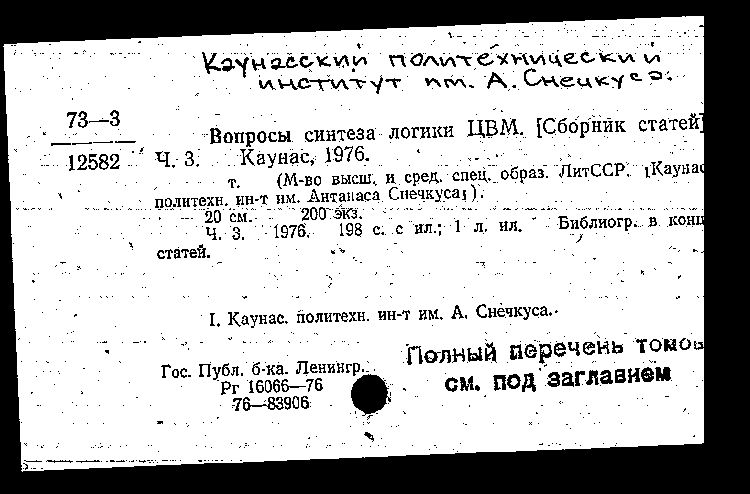 Каунасский политехнический
институт им. А. Снечкуса.
73—3
12582
Вопросы синтеза логики ЦВМ. [Сборник статей]
Ч. 3. Каунас, 1976.
т. (М-во высш. и сред. спец. образ. ЛитССР. [Каунас
политехн. ин-т им. Антанаса Снечкуса]).
20 см. 200 экз.
Ч. 3. 1976. 198 с. с ил.; 1 л. ил. Библиогр. в конц
статей.
I. Каунас. политехн. ин-т им. А. Снечкуса.
Гос. Публ. б-ка. Ленингр.
Рг 16066—76
76—83906
Полный перечень томов
см. под заглавием